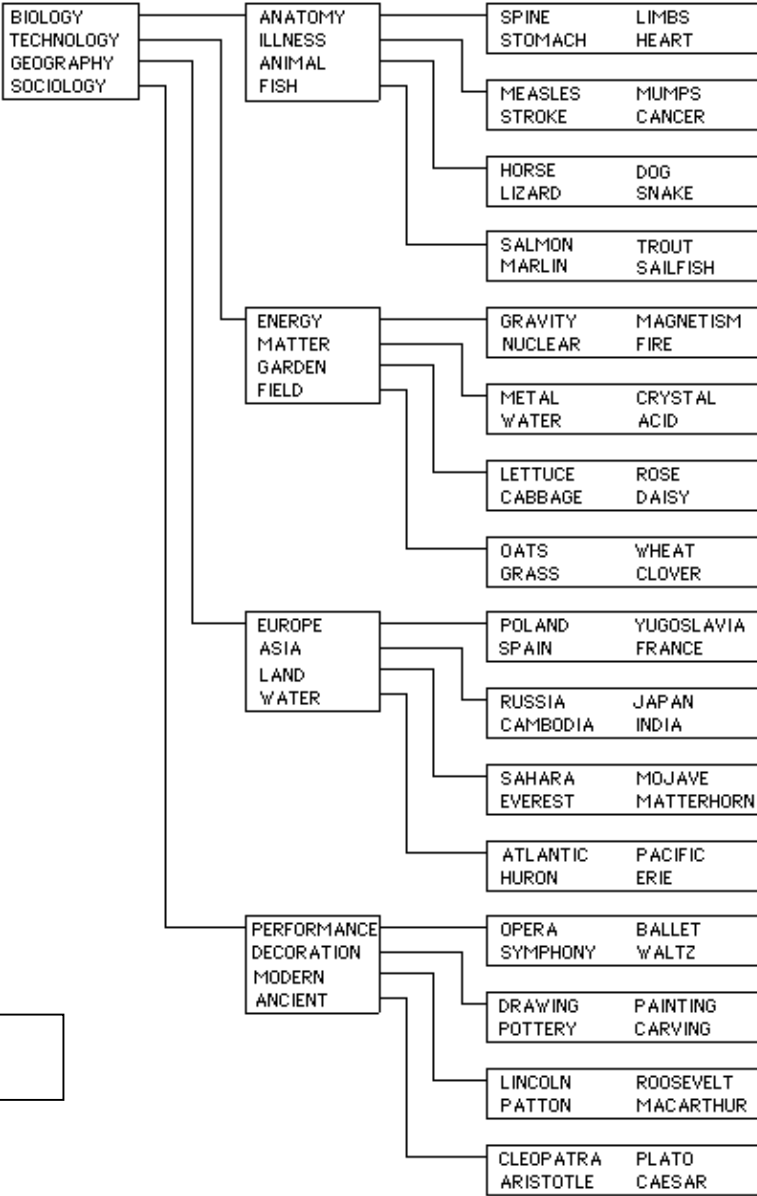 BIOLOGY
TECHNOLOGY
GEOGRAPHY
SOCIOLOGY
ANATOMY
ILLNESS
ANIMAL
FISH
SPINE LIMBS
STOMACH HEART
MEASLES MUMPS
STROKE CANCER
HORSE DOG
LIZARD SNAKE
SALMON TROUT
MARLIN SAILFISH
ENERGY
MATTER
GARDEN
FIELD
GRAVITY MAGNETISM
NUCLEAR FIRE
METAL CRYSTAL
WATER ACID
LETTUCE ROSE
CABBAGE DAISY
OATS WHEAT
GRASS CLOVER
EUROPE
ASIA
LAND
WATER
POLAND YUGOSLAVIA
SPAIN FRANCE
RUSSIA JAPAN
CAMBODIA INDIA
SAHARA MOJAVE
EVEREST MATTERHORN
ATLANTIC PACIFIC
HURON ERIE
PERFORMANCE
DECORATION
MODERN
ANCIENT
OPERA BALLET
SYMPHONY WALTZ
DRAWING PAINTING
POTTERY CARVING
LINCOLN ROOSEVELT
PATTON MACARTHUR
CLEOPATRA PLATO
ARISTOTLE CAESAR